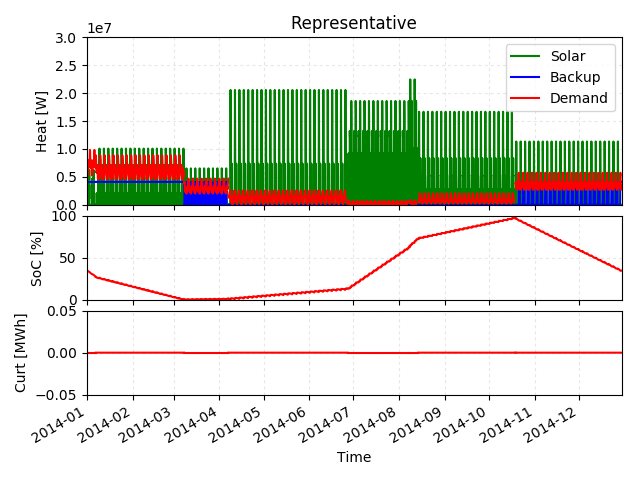 Representative
1e7
3.0
2.5
2.0
1.5
1.0
0.5
0.0
Heat [W]
Solar
Backup
Demand
100
50
0
SoC [%]
0.05
0.00
−0.05
Curt [MWh]
2014-01
2014-02
2014-03
2014-04
2014-05
2014-06
2014-07
2014-08
2014-09
2014-10
2014-11
2014-12
Time